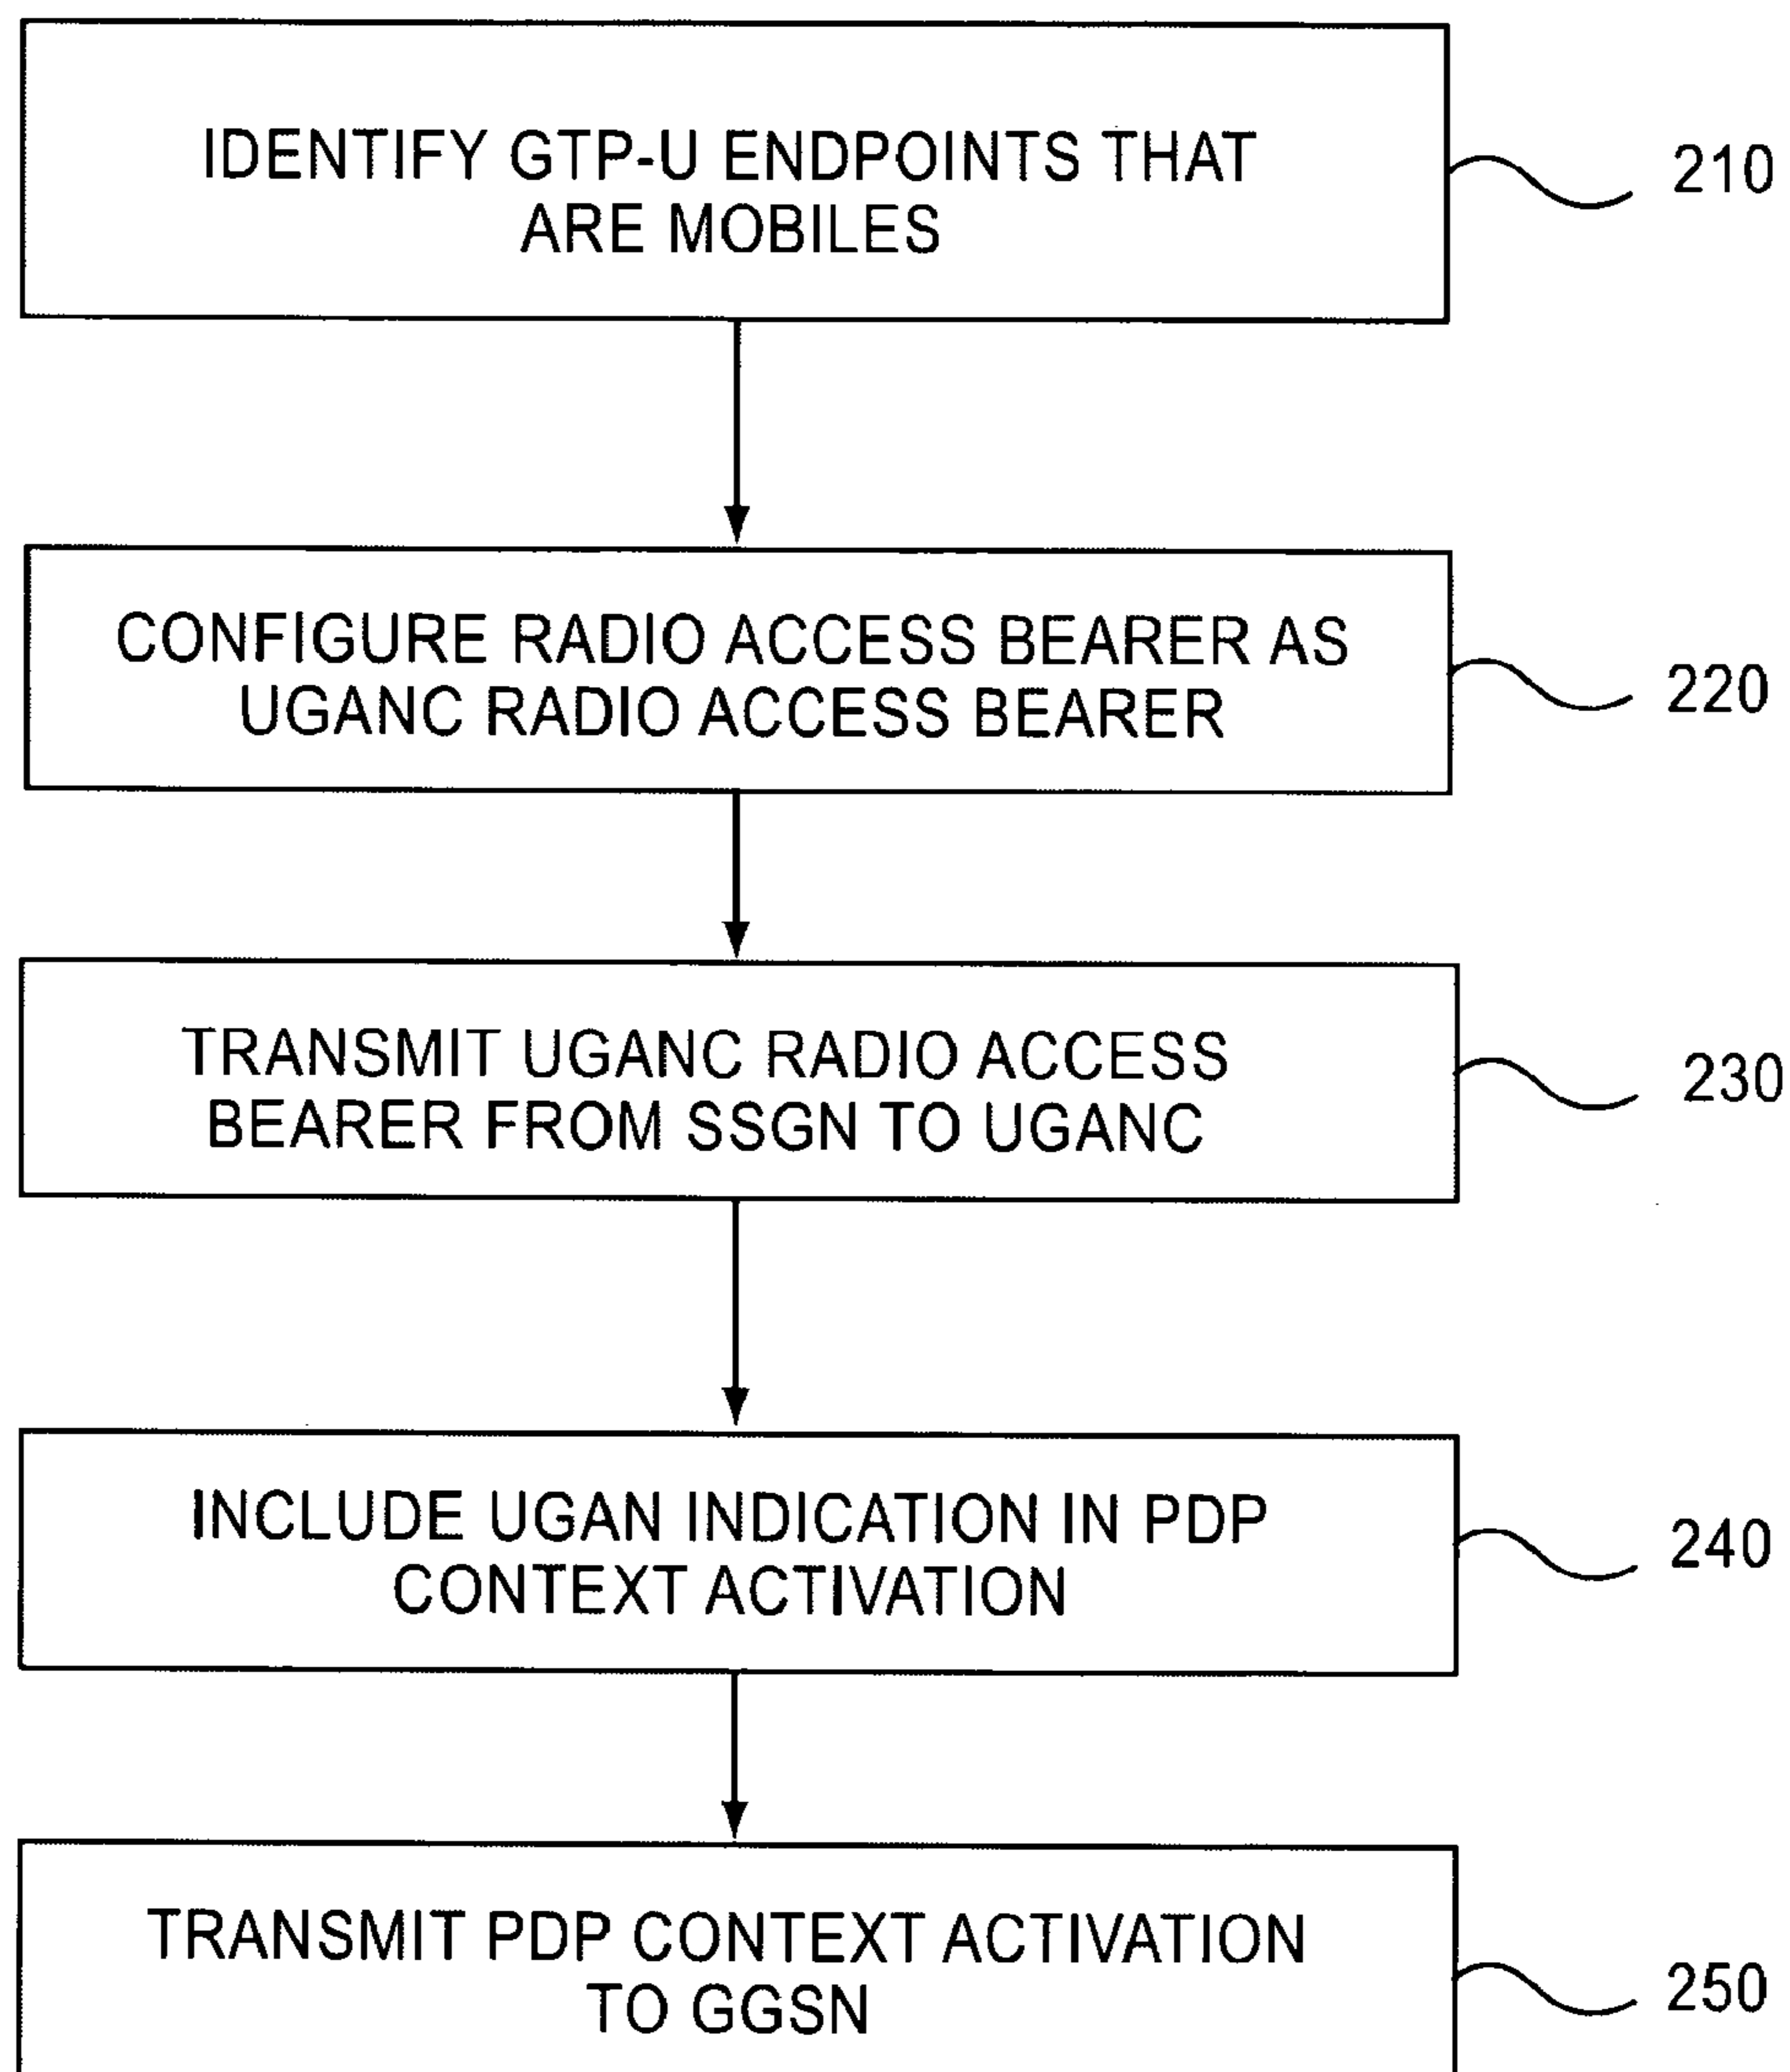 IDENTIFY GTP-U ENDPOINTS THAT
ARE MOBILES
210
CONFIGURE RADIO ACCESS BEARER AS
UGANC RADIO ACCESS BEARER
220
TRANSMIT UGANC RADIO ACCESS
BEARER FROM SSGN TO UGANC
230
INCLUDE UGAN INDICATION IN PDP
CONTEXT ACTIVATION
240
TRANSMIT PDP CONTEXT ACTIVATION
TO GGSN
250